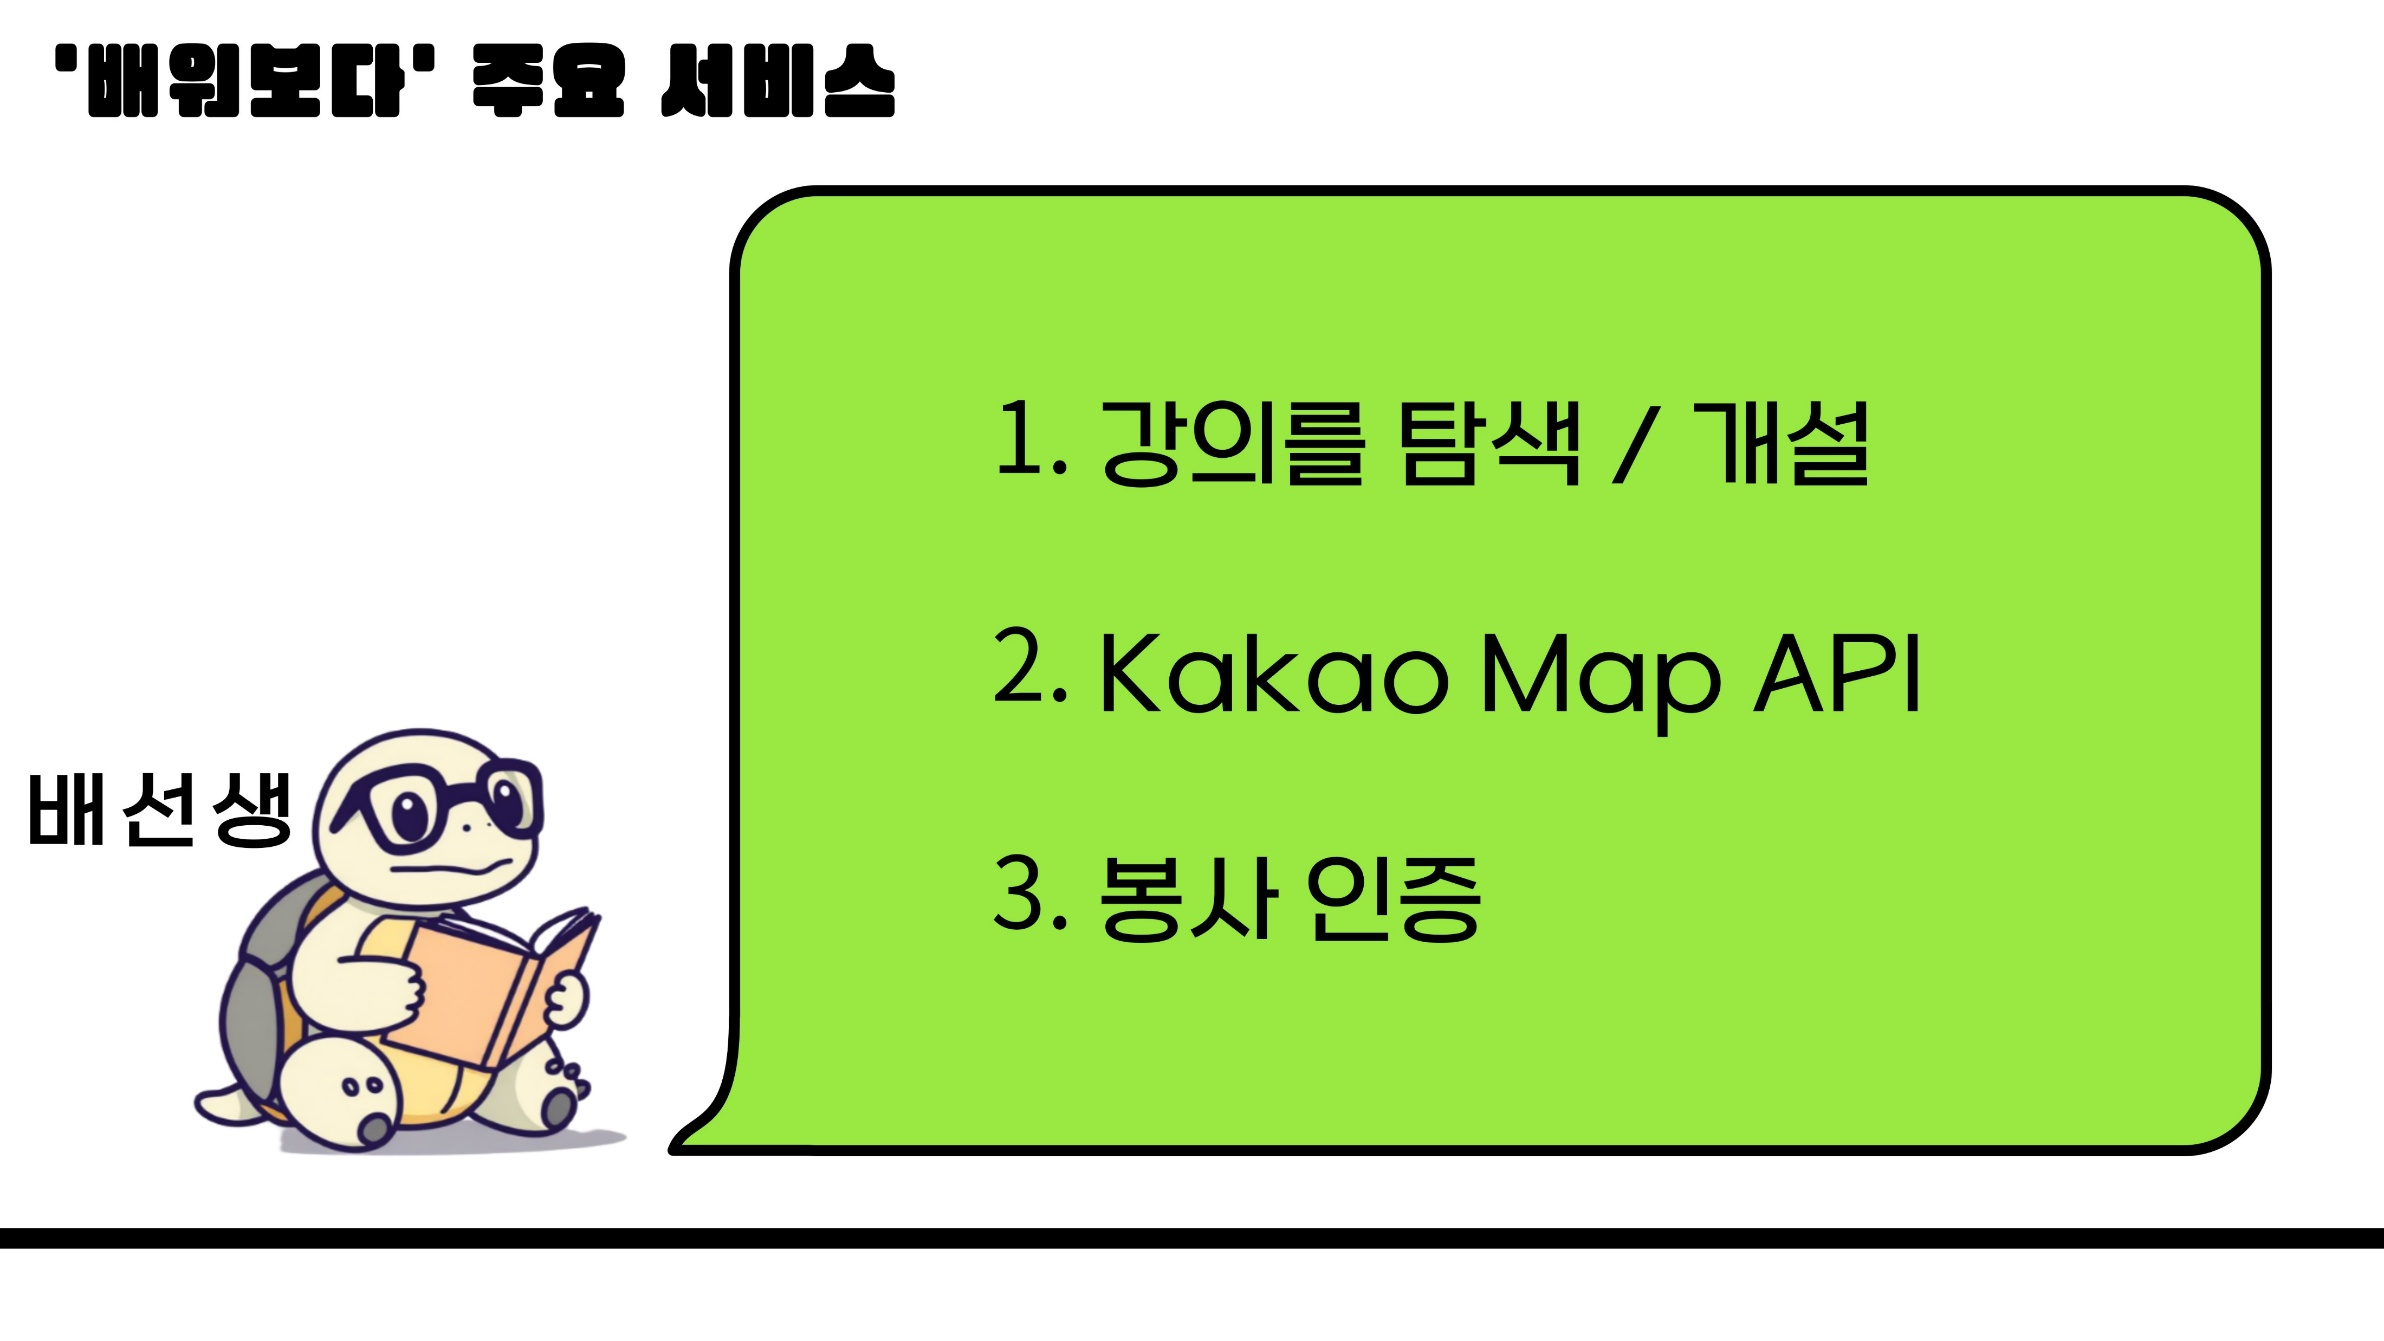 '배워보다' 주요 서비스
1. 강의를 탐색 / 개설
2. Kakao Map API
3. 봉사 인증
배선생